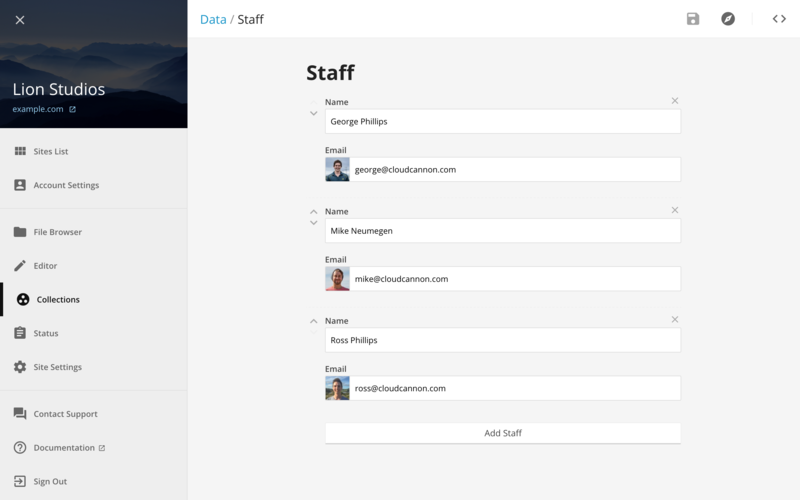 Lion Studios
example.com
Sites List
Account Settings
File Browser
Editor
Collections
Status
Site Settings
Contact Support
Documentation
Sign Out
Data / Staff
Staff
Name
George Phillips
Email
george@cloudcannon.com
Name
Mike Neumegen
Email
mike@cloudcannon.com
Name
Ross Phillips
Email
ross@cloudcannon.com
Add Staff